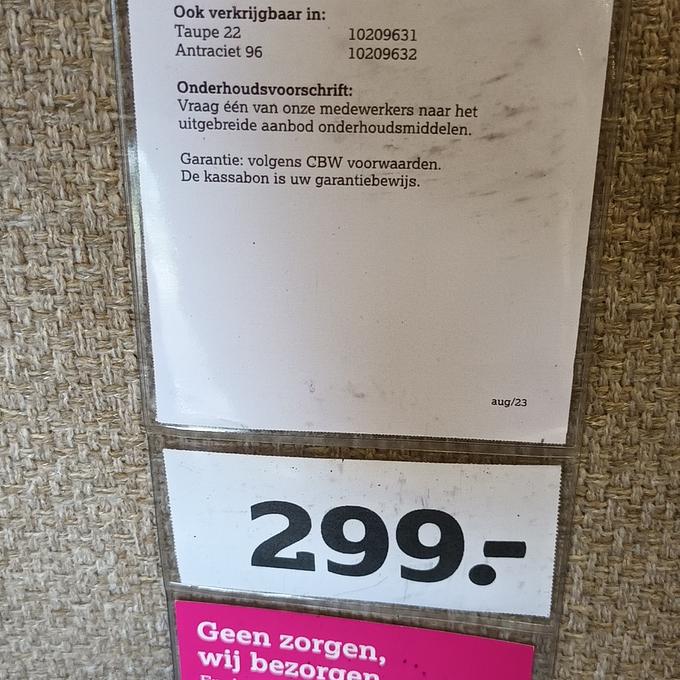 Ook verkrijgbaar in:
Taupe 22 10209631
Antraciet 96 10209632
Onderhoudsvoorschrift:
Vraag één van onze medewerkers naar het
uitgebreide aanbod onderhoudsmiddelen.
Garantie: volgens CBW voorwaarden.
De kassabon is uw garantiebewijs.
aug/23
299.-
Geen zorgen,
wij bezorgen